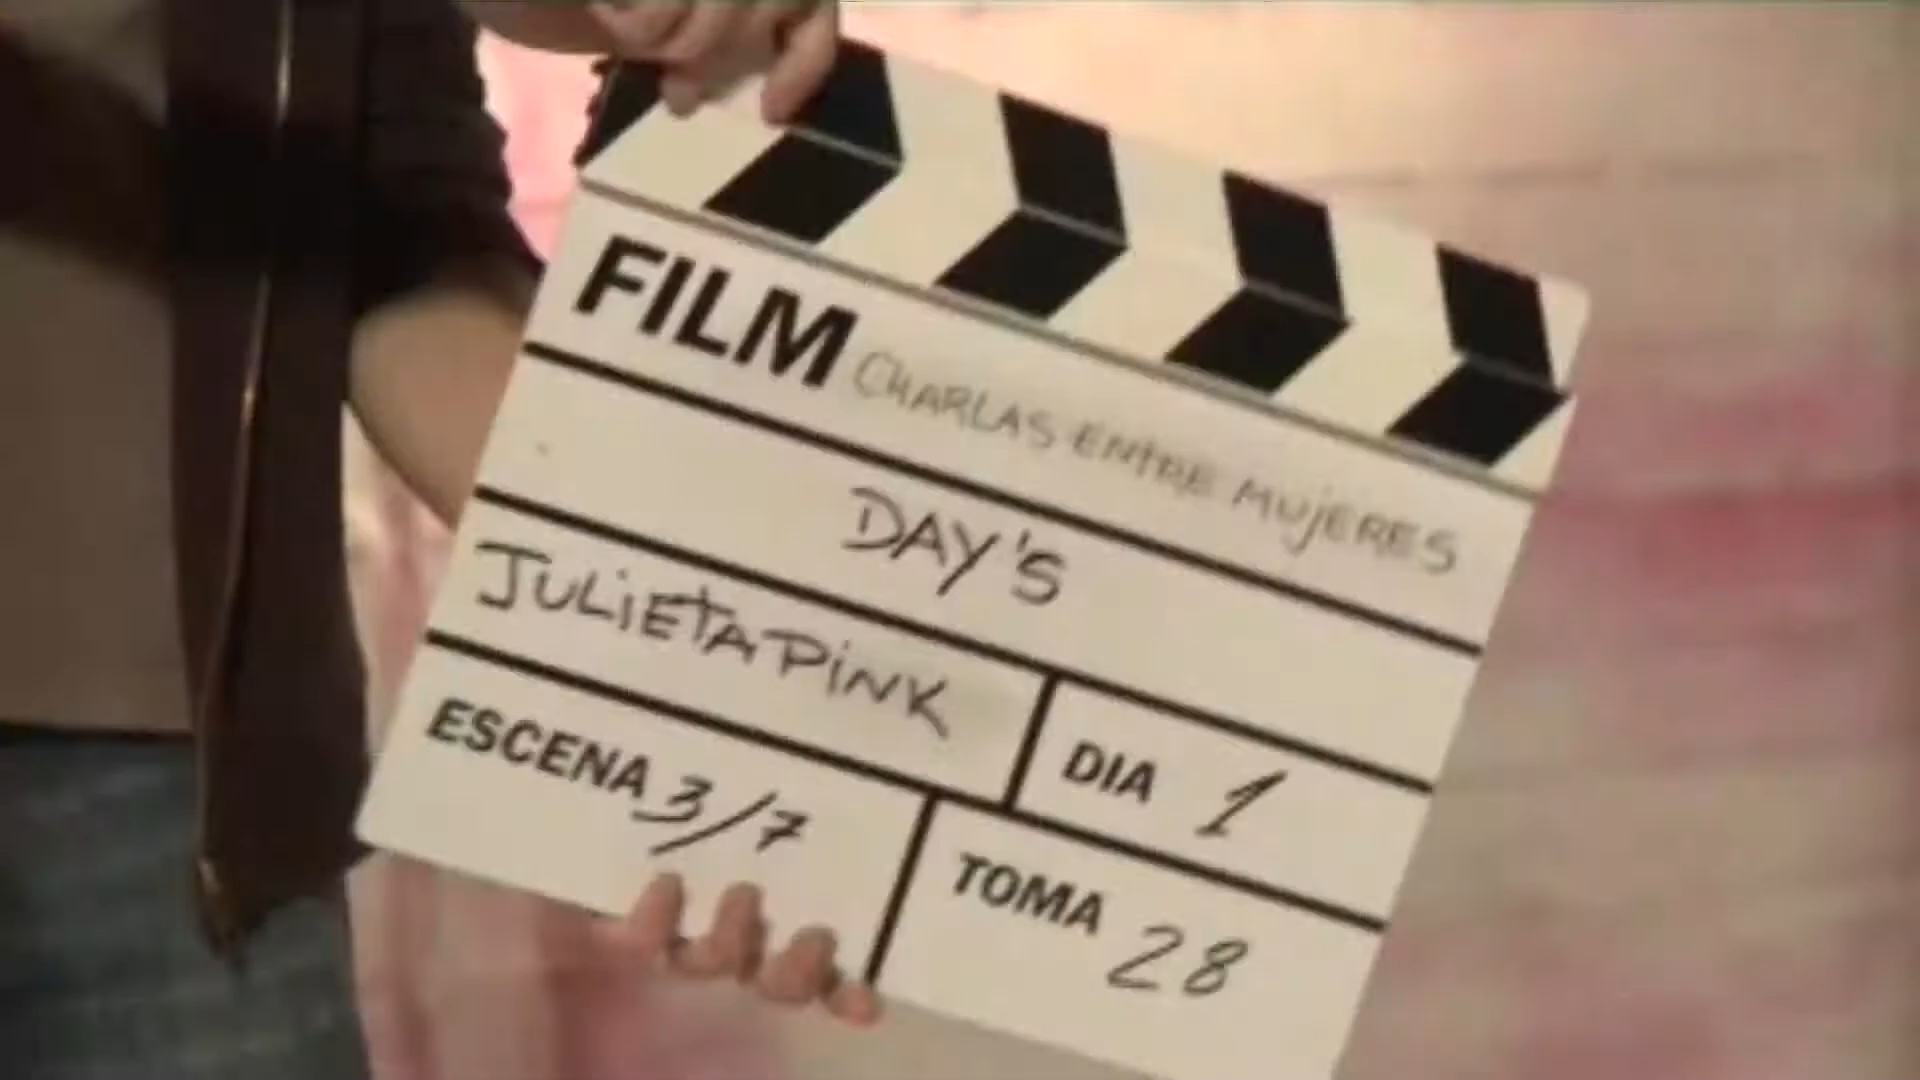 FILM CHARLAS ENTRE MUJERES
DAY'S
JULIETAPINK
DIA 1
ESCENA 3/7
TOMA 28